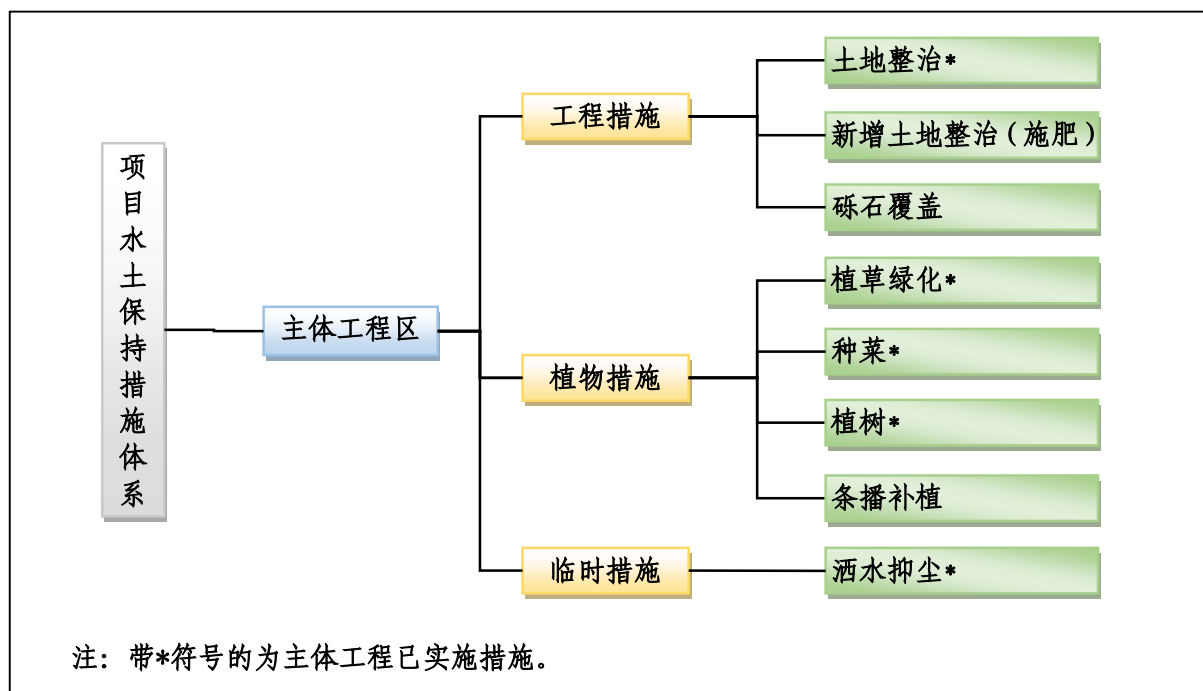 项目水土保持措施体系
主体工程区
工程措施
土地整治*
新增土地整治（施肥）
砾石覆盖
植物措施
植草绿化*
种菜*
植树*
条播补植
临时措施
洒水抑尘*
注：带*符号的为主体工程已实施措施。